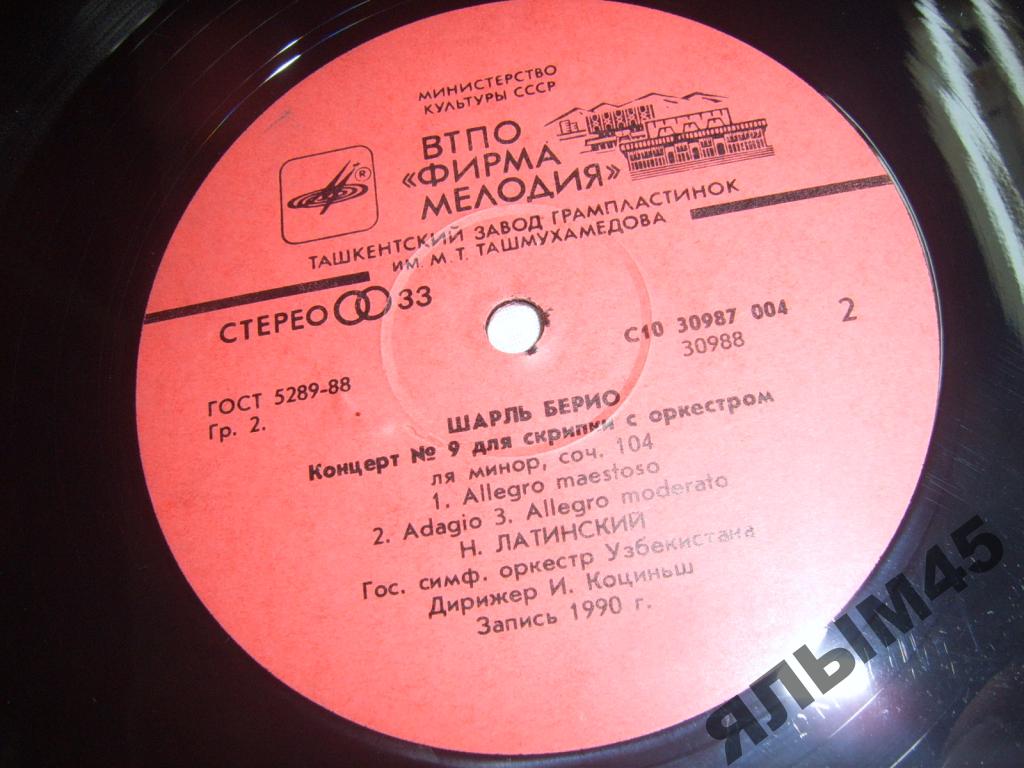 МИНИСТЕРСТВО
КУЛЬТУРЫ СССР
ВТПО
«ФИРМА
МЕЛОДИЯ»
®
ТАШКЕНТСКИЙ ЗАВОД ГРАМПЛАСТИНОК
ИМ. М. Т. ТАШМУХАМЕДОВА
СТЕРЕО 33
С10 30987 004
30988
2
ГОСТ 5289-88
Гр. 2.
ШАРЛЬ БЕРИО
Концерт № 9 для скрипки с оркестром
ля минор, соч. 104
1. Allegro maestoso
2. Adagio 3. Allegro moderato
Н. ЛАТИНСКИЙ
Гос. симф. оркестр Узбекистана
Дирижер И. Коциньш
Запись 1990 г.
ЯЛЫМ45